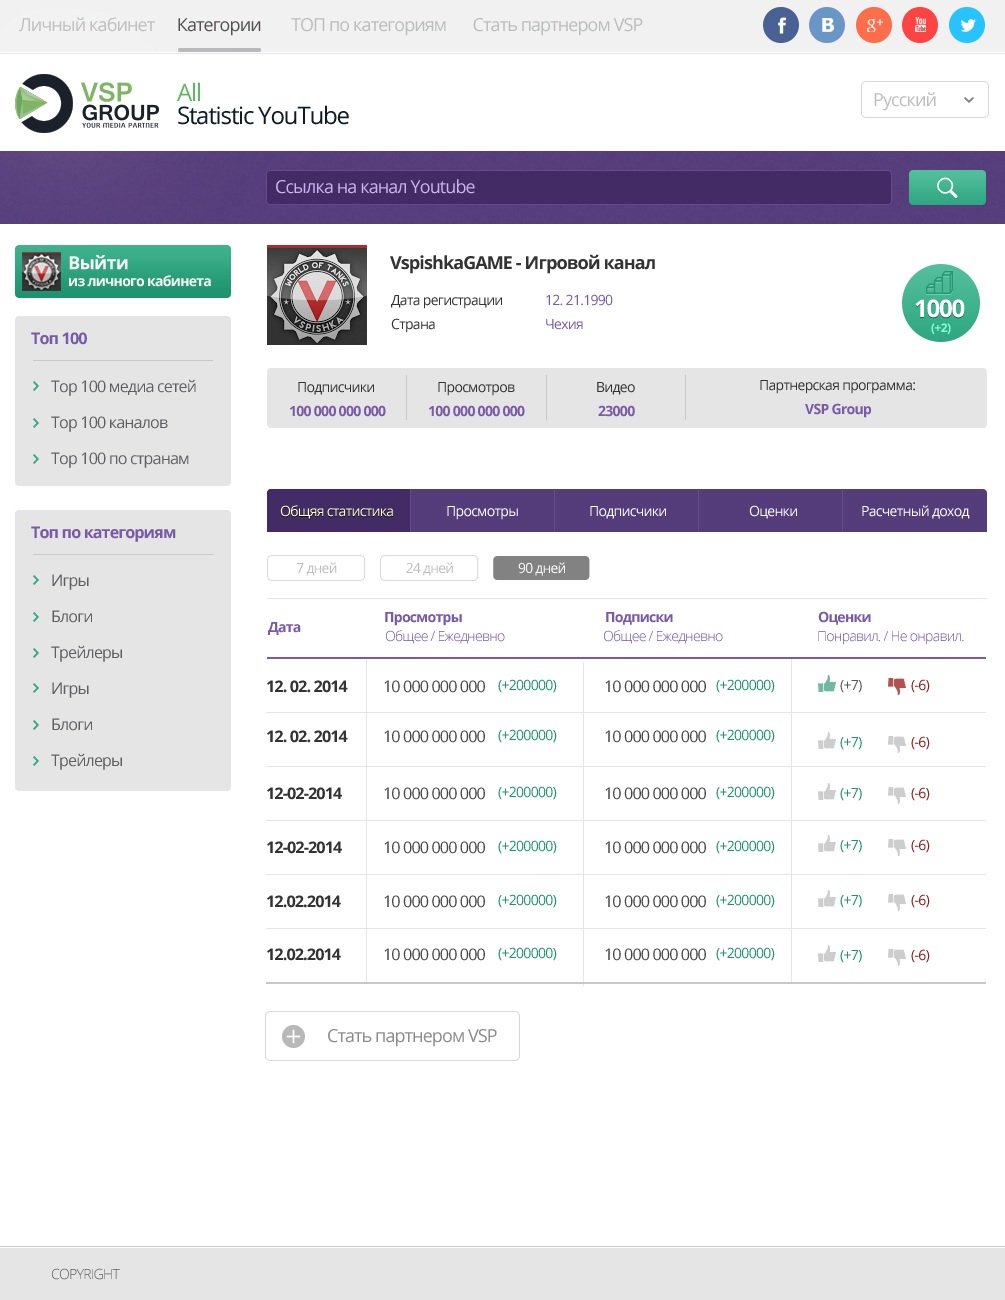 Личный кабинет Категории ТОП по категориям Стать партнером VSP
VSP
GROUP
YOUR MEDIA PARTNER
All
Statistic YouTube
Русский
Ссылка на канал Youtube
Выйти
из личного кабинета
Топ 100
Top 100 медиа сетей
Top 100 каналов
Top 100 по странам
Топ по категориям
Игры
Блоги
Трейлеры
Игры
Блоги
Трейлеры
WORLD OF TANKS
V
VSPISHKA
VspishkaGAME - Игровой канал
Дата регистрации 12. 21.1990
Страна Чехия
1000
(+2)
Подписчики Просмотров Видео Партнерская программа:
100 000 000 000 100 000 000 000 23000 VSP Group
Общяя статистика Просмотры Подписчики Оценки Расчетный доход
7 дней 24 дней 90 дней
Дата Просмотры Подписки Оценки
Общее / Ежедневно Общее / Ежедневно Понравил. / Не онравил.
12. 02. 2014 10 000 000 000 (+200000) 10 000 000 000 (+200000) (+7) (-6)
12. 02. 2014 10 000 000 000 (+200000) 10 000 000 000 (+200000) (+7) (-6)
12-02-2014 10 000 000 000 (+200000) 10 000 000 000 (+200000) (+7) (-6)
12-02-2014 10 000 000 000 (+200000) 10 000 000 000 (+200000) (+7) (-6)
12.02.2014 10 000 000 000 (+200000) 10 000 000 000 (+200000) (+7) (-6)
12.02.2014 10 000 000 000 (+200000) 10 000 000 000 (+200000) (+7) (-6)
Стать партнером VSP
COPYRIGHT